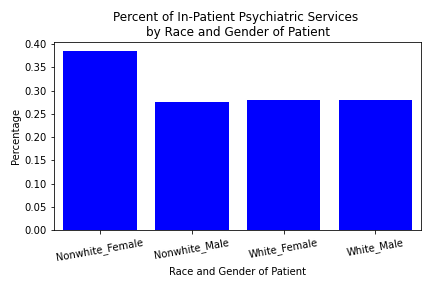 Percent of In-Patient Psychiatric Services
by Race and Gender of Patient
0.40
0.35
0.30
0.25
0.20
0.15
0.10
0.05
0.00
Percentage
Nonwhite_Female Nonwhite_Male White_Female White_Male
Race and Gender of Patient